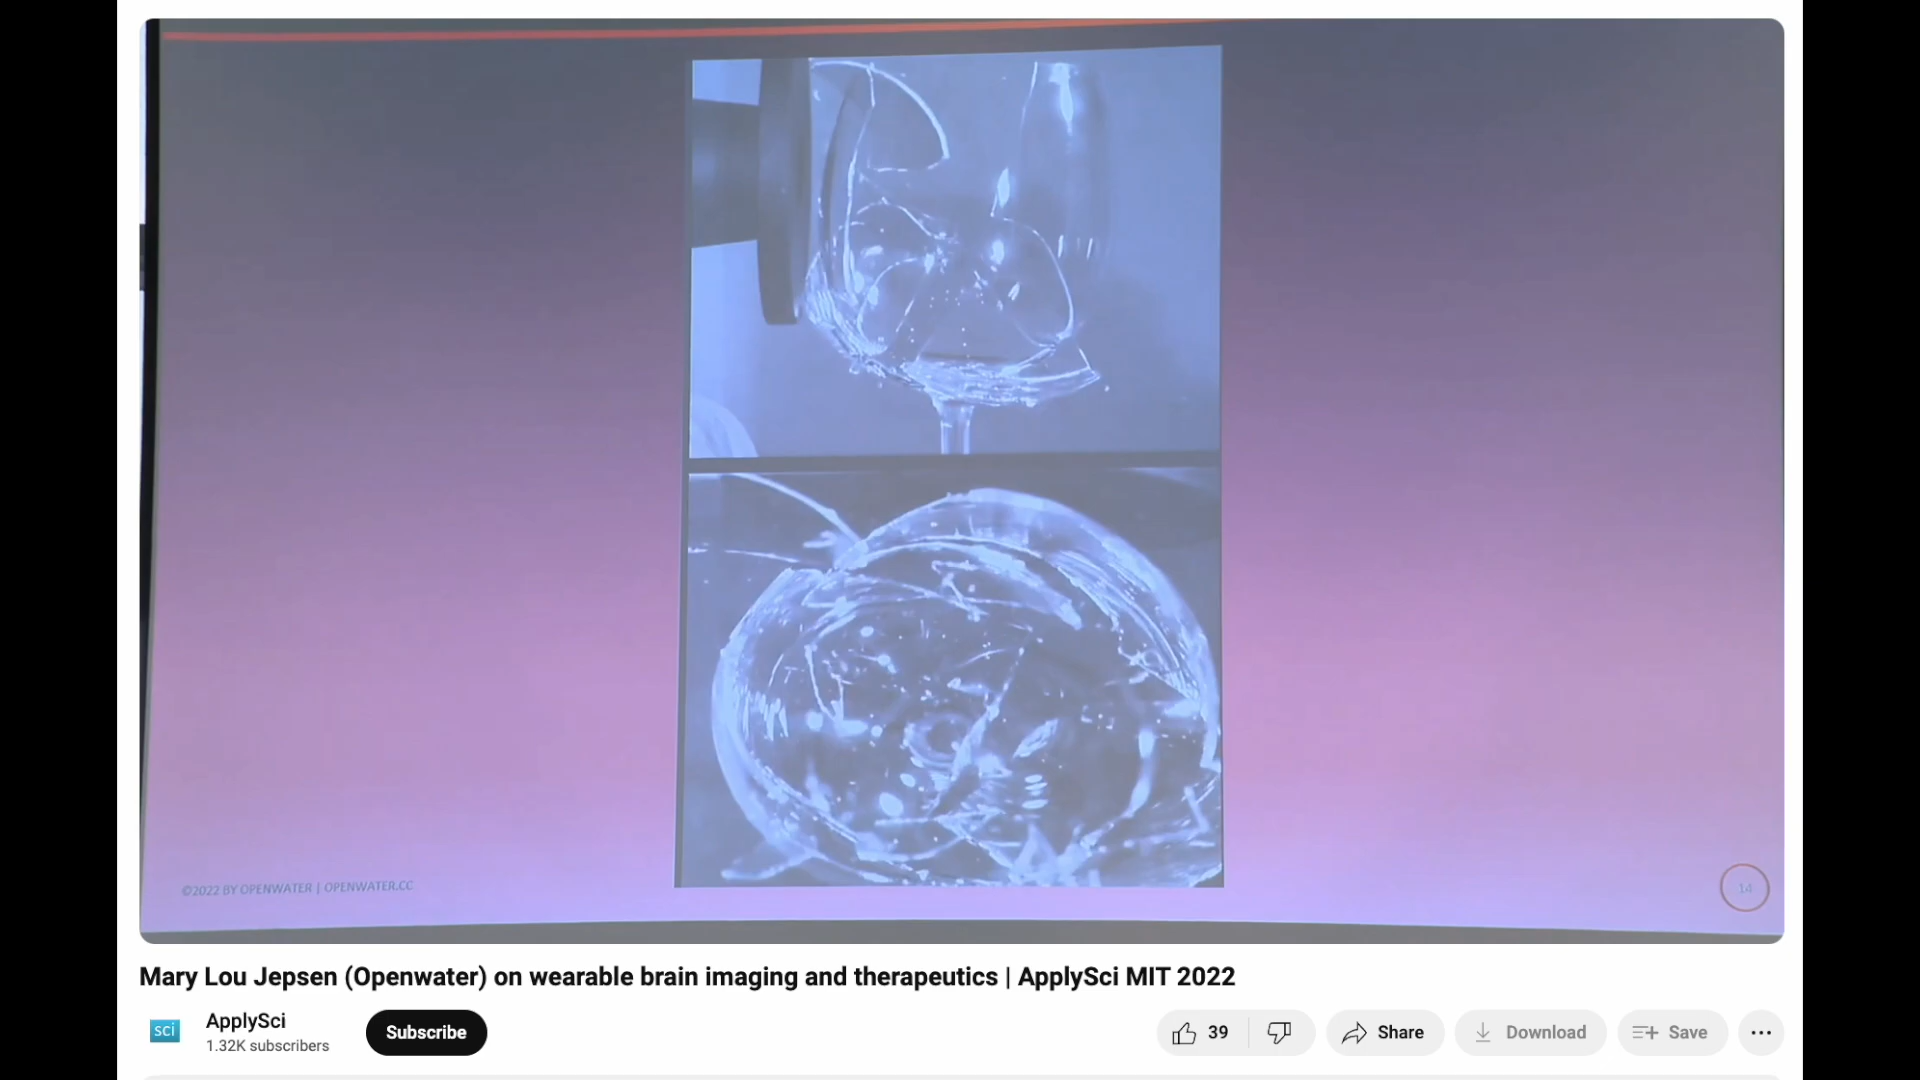 ©2022 BY OPENWATER | OPENWATER.CC
14
Mary Lou Jepsen (Openwater) on wearable brain imaging and therapeutics | ApplySci MIT 2022
sci
ApplySci
1.32K subscribers
Subscribe
39
Share
Download
Save